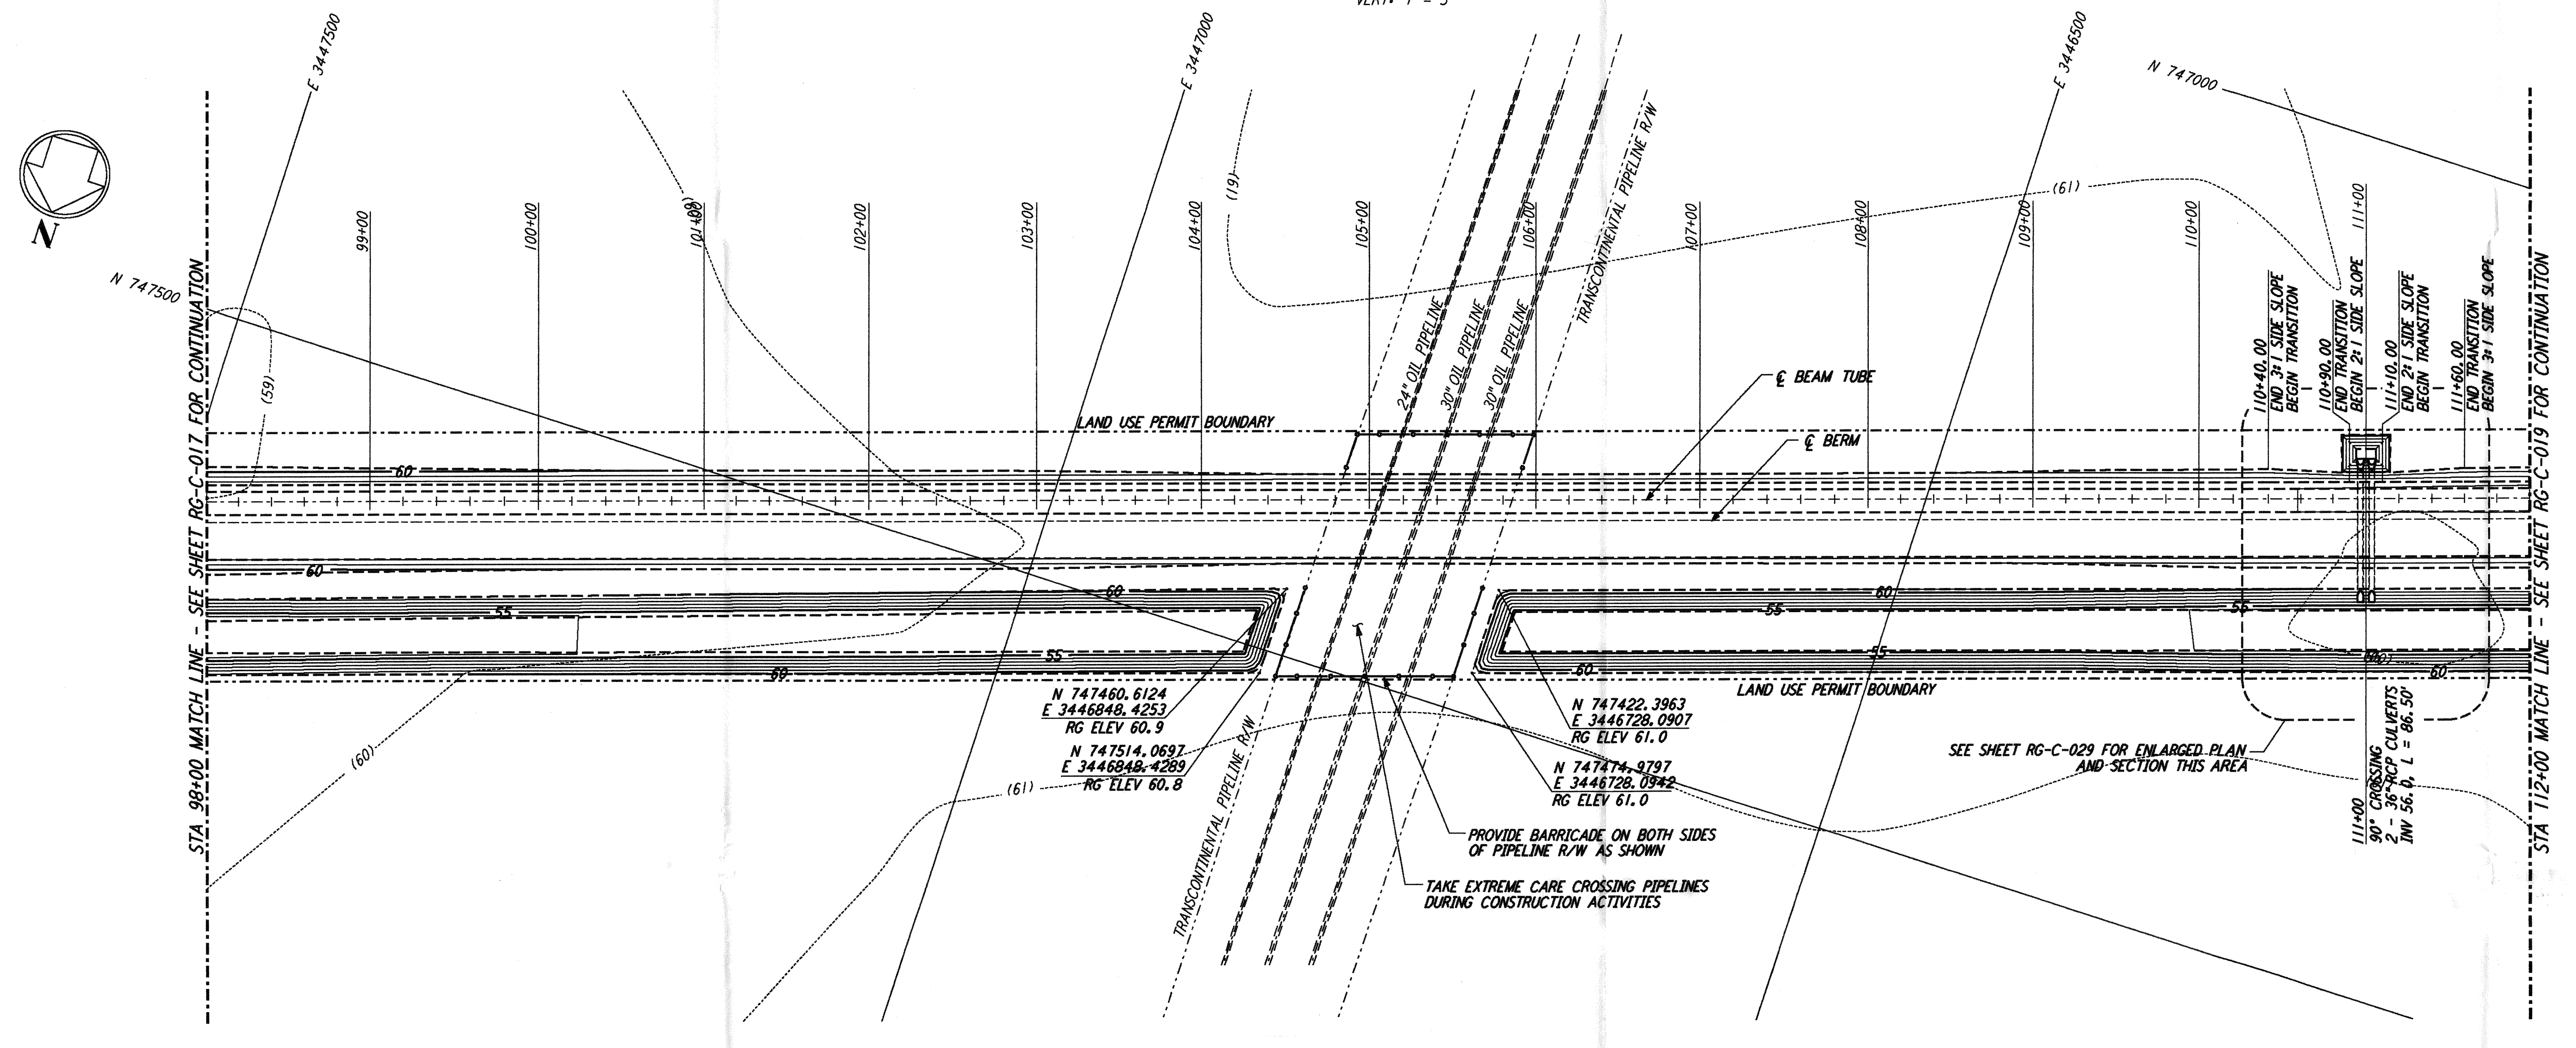 VERT. 1" = 5'
E 3447500
E 3447000
E 3446500
N 747000
N
N 747500
99+00
100+00
101+00
102+00
103+00
104+00
105+00
106+00
107+00
108+00
109+00
110+00
111+00
(60)
(61)
(61)
(59)
24" OIL PIPELINE
30" OIL PIPELINE
30" OIL PIPELINE
TRANSCONTINENTAL PIPELINE R/W
110+40.00
END 3:1 SIDE SLOPE
BEGIN TRANSITION
110+90.00
END TRANSITION
BEGIN 2:1 SIDE SLOPE
111+10.00
END 2:1 SIDE SLOPE
BEGIN TRANSITION
111+60.00
END TRANSITION
BEGIN 3:1 SIDE SLOPE
STA 98+00 MATCH LINE - SEE SHEET RG-C-017 FOR CONTINUATION
STA 112+00 MATCH LINE - SEE SHEET RG-C-019 FOR CONTINUATION
℄ BEAM TUBE
LAND USE PERMIT BOUNDARY
℄ BERM
60
60
60
60
55
55
55
55
55
60
60
60
(60)
LAND USE PERMIT BOUNDARY
N 747460.6124
E 3446848.4253
RG ELEV 60.9
N 747514.0697
E 3446848.4289
RG ELEV 60.8
N 747422.3963
E 3446728.0907
RG ELEV 61.0
N 747474.9797
E 3446728.0942
RG ELEV 61.0
(60)
(61)
TRANSCONTINENTAL PIPELINE R/W
SEE SHEET RG-C-029 FOR ENLARGED PLAN
AND SECTION THIS AREA
111+00
90° CROSSING
2 - 36" RCP CULVERTS
INV 56.0, L = 86.50'
PROVIDE BARRICADE ON BOTH SIDES
OF PIPELINE R/W AS SHOWN
TAKE EXTREME CARE CROSSING PIPELINES
DURING CONSTRUCTION ACTIVITIES